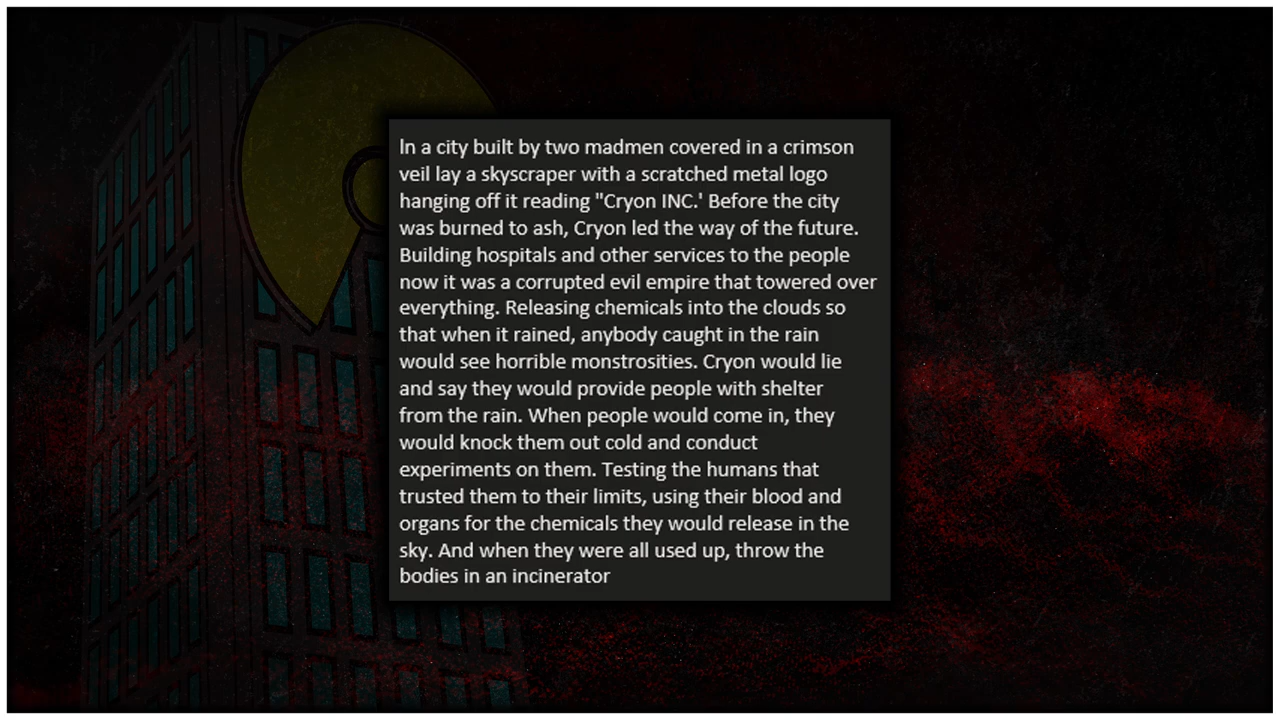 In a city built by two madmen covered in a crimson
veil lay a skyscraper with a scratched metal logo
hanging off it reading "Cryon INC.' Before the city
was burned to ash, Cryon led the way of the future.
Building hospitals and other services to the people
now it was a corrupted evil empire that towered over
everything. Releasing chemicals into the clouds so
that when it rained, anybody caught in the rain
would see horrible monstrosities. Cryon would lie
and say they would provide people with shelter
from the rain. When people would come in, they
would knock them out cold and conduct
experiments on them. Testing the humans that
trusted them to their limits, using their blood and
organs for the chemicals they would release in the
sky. And when they were all used up, throw the
bodies in an incinerator